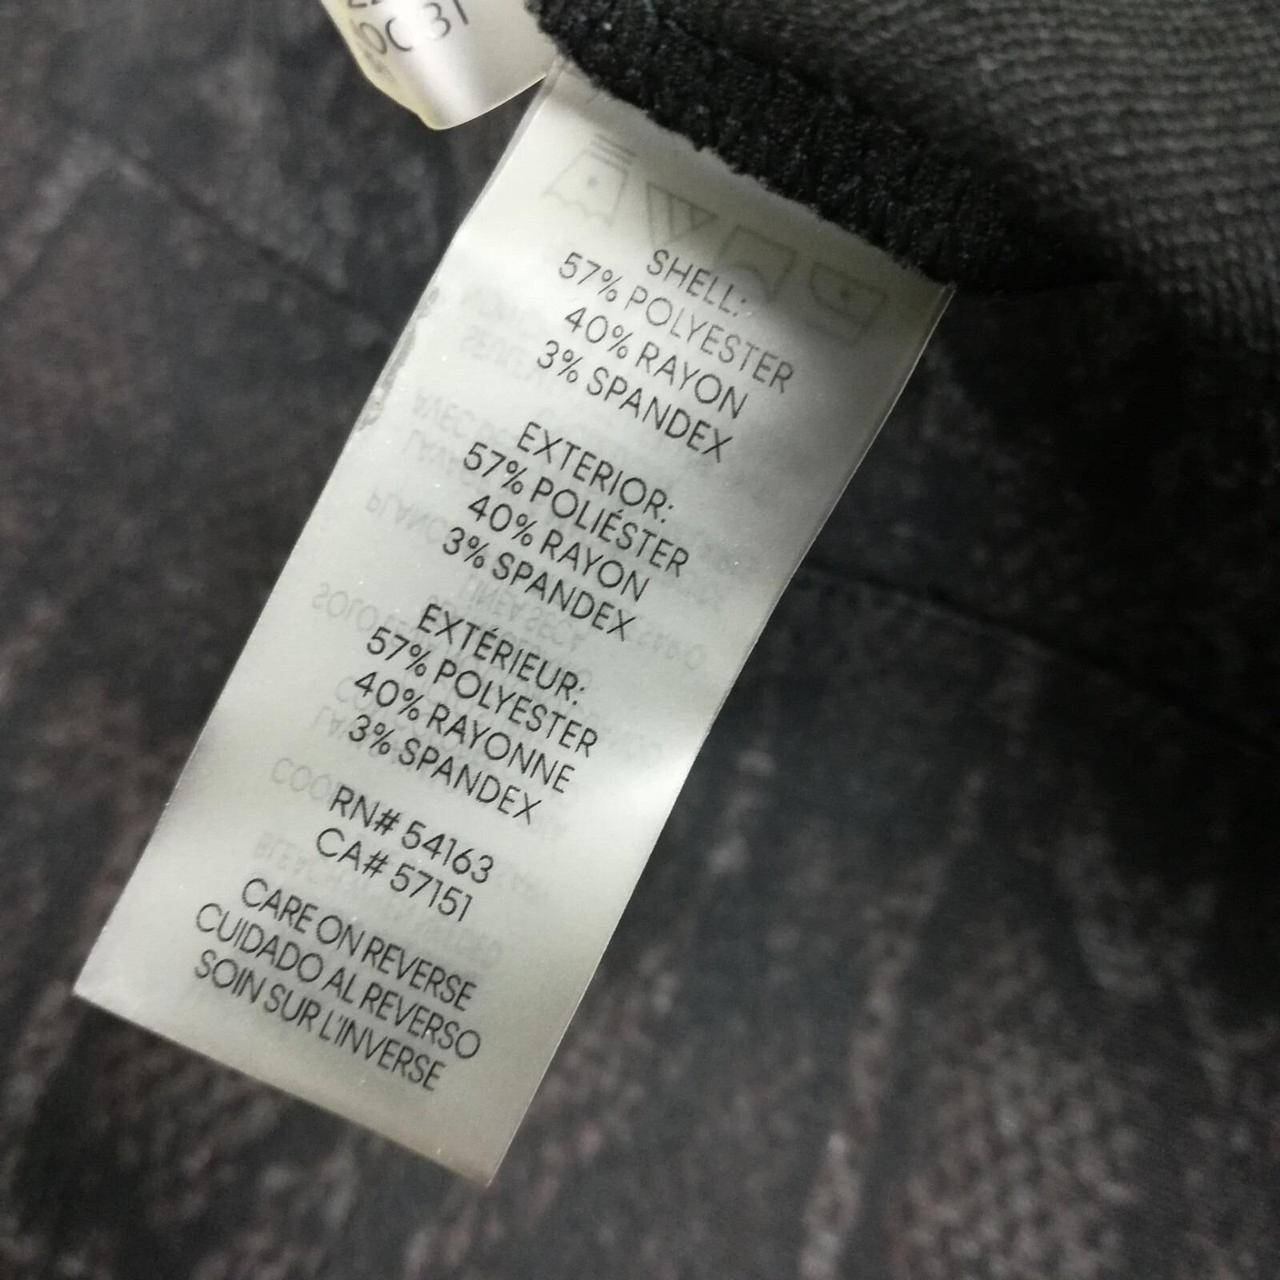 SHELL:
57% POLYESTER
40% RAYON
3% SPANDEX
EXTERIOR:
57% POLIÉSTER
40% RAYON
3% SPANDEX
EXTÉRIEUR:
57% POLYESTER
40% RAYONNE
3% SPANDEX
RN# 54163
CA# 57151
CARE ON REVERSE
CUIDADO AL REVERSO
SOIN SUR L'INVERSE